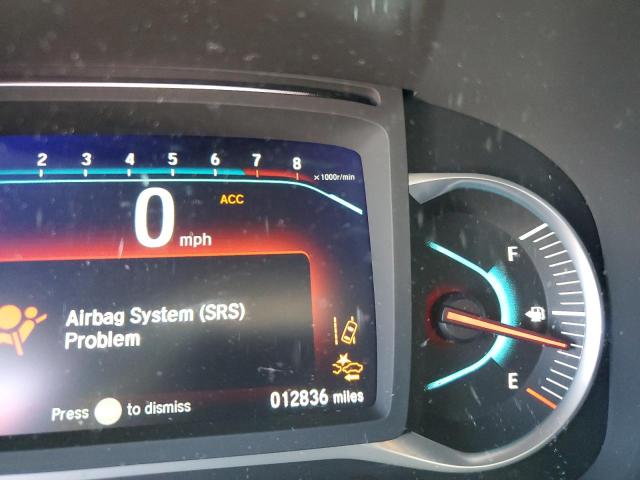 2 3 4 5 6 7 8
x1000r/min
ACC
0 mph
Airbag System (SRS)
Problem
Press to dismiss
012836 miles
F
E